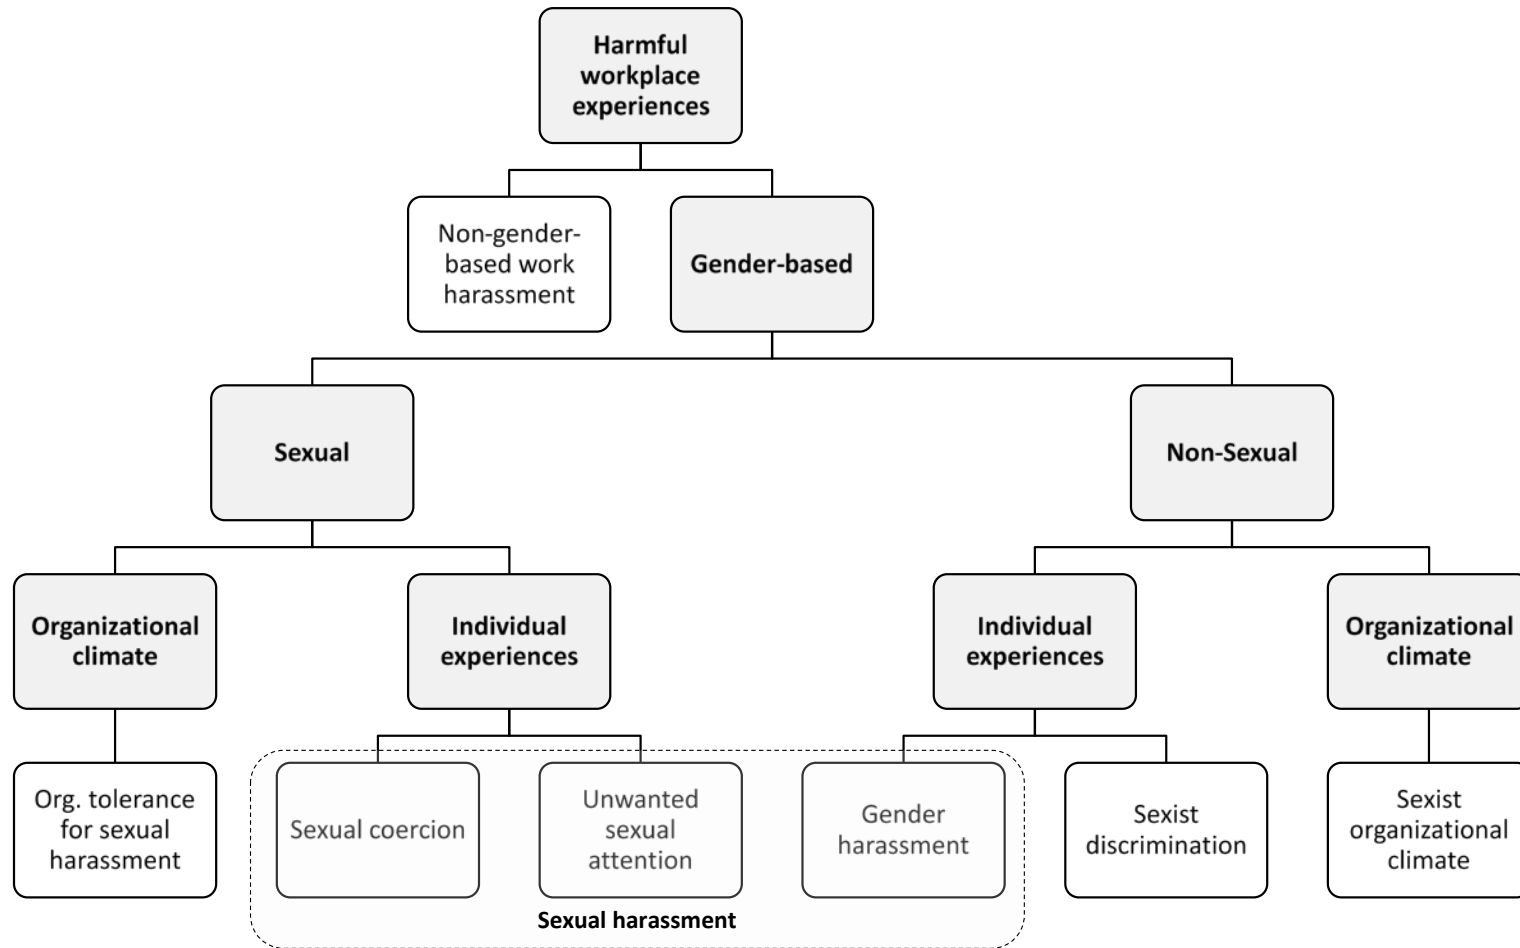 Harmful
workplace
experiences
Non-gender-
based work
harassment
Gender-based
Sexual
Non-Sexual
Organizational
climate
Individual
experiences
Individual
experiences
Organizational
climate
Org. tolerance
for sexual
harassment
Sexual coercion
Unwanted
sexual
attention
Gender
harassment
Sexist
discrimination
Sexist
organizational
climate
Sexual harassment